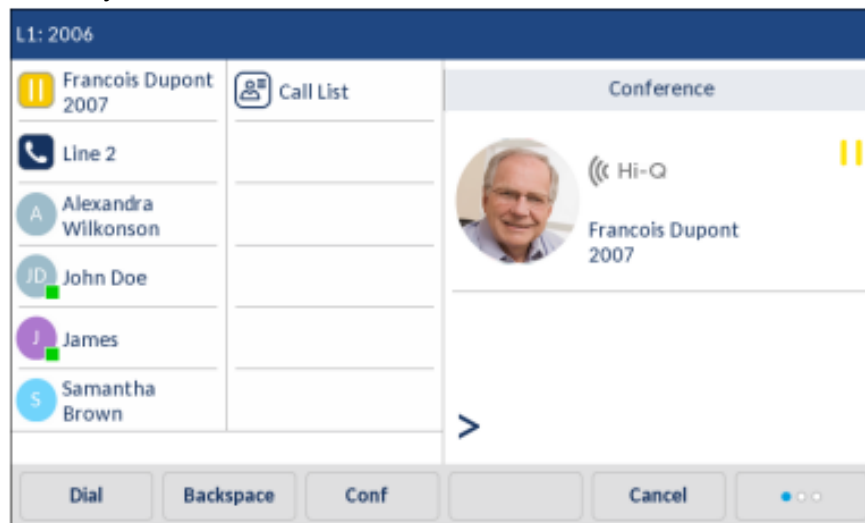 L1: 2006
Francois Dupont
2007
Line 2
A
Alexandra
Wilkonson
JD
John Doe
J
James
S
Samantha
Brown
Call List
Conference
Hi-Q
Francois Dupont
2007
>
Dial
Backspace
Conf
Cancel